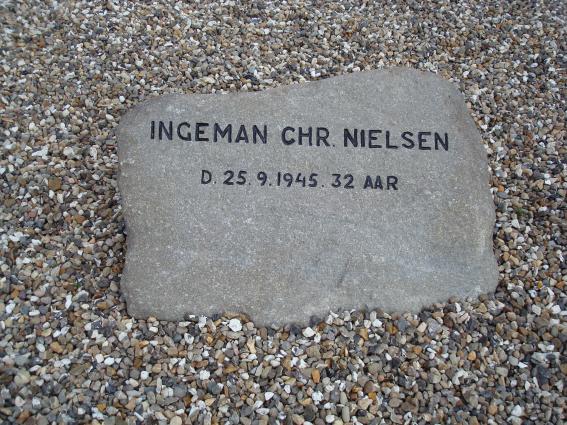 INGEMAN CHR. NIELSEN
D. 25. 9. 1945. 32 AAR